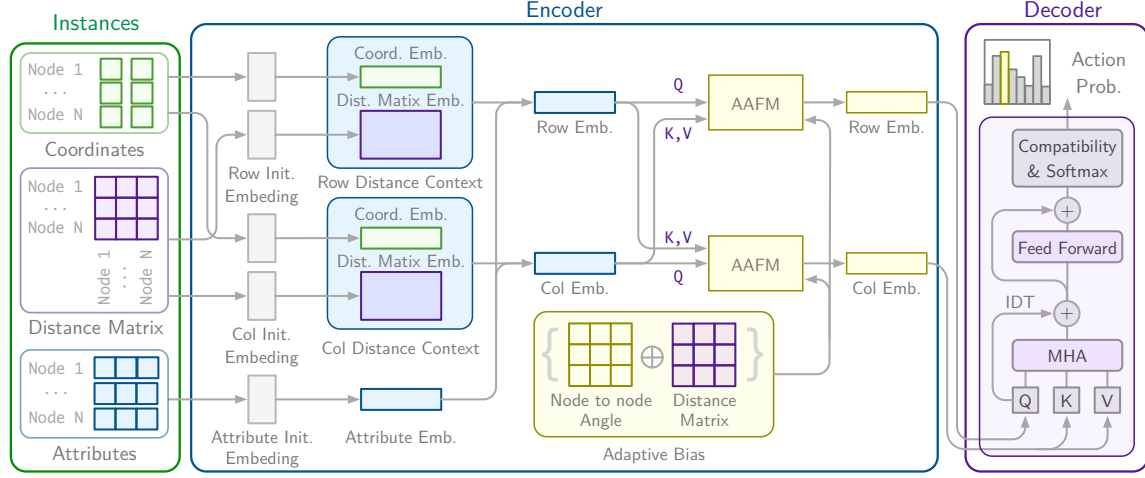 Instances
Node 1
...
Node N
Coordinates
Node 1
...
Node N
Node 1
...
Node N
Distance Matrix
Node 1
...
Node N
Attributes
Encoder
Row Init.
Embeding
Col Init.
Embeding
Attribute Init.
Embeding
Coord. Emb.
Dist. Matix Emb.
Row Distance Context
Coord. Emb.
Dist. Matix Emb.
Col Distance Context
Attribute Emb.
Row Emb.
Col Emb.
Q
K,V
AAFM
Row Emb.
K,V
Q
AAFM
Col Emb.
{ ⊕ }
Node to node
Angle
Distance
Matrix
Adaptive Bias
Decoder
Action
Prob.
Compatibility
& Softmax
+
Feed Forward
IDT
+
MHA
Q K V